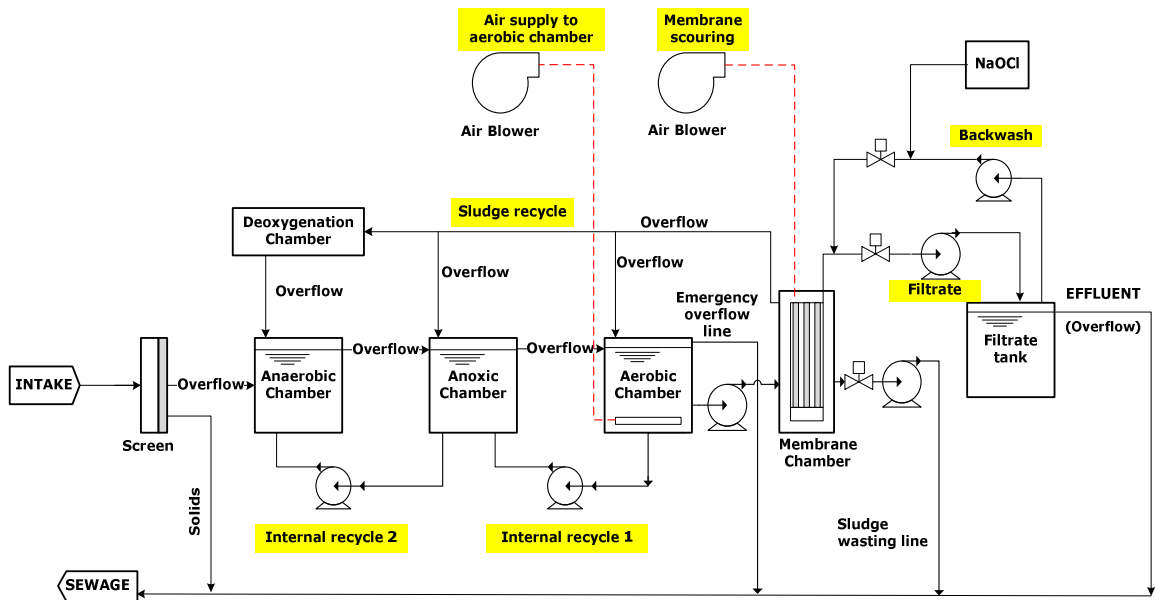 Air supply to
aerobic chamber
Membrane
scouring
NaOCl
Air Blower
Air Blower
Backwash
Deoxygenation
Chamber
Sludge recycle
Overflow
Overflow
Overflow
Overflow
Overflow
Filtrate
Emergency
overflow
line
EFFLUENT
(Overflow)
Filtrate
tank
INTAKE
Overflow
Anaerobic
Chamber
Overflow
Anoxic
Chamber
Overflow
Aerobic
Chamber
Screen
Membrane
Chamber
Solids
Internal recycle 2
Internal recycle 1
Sludge
wasting line
SEWAGE